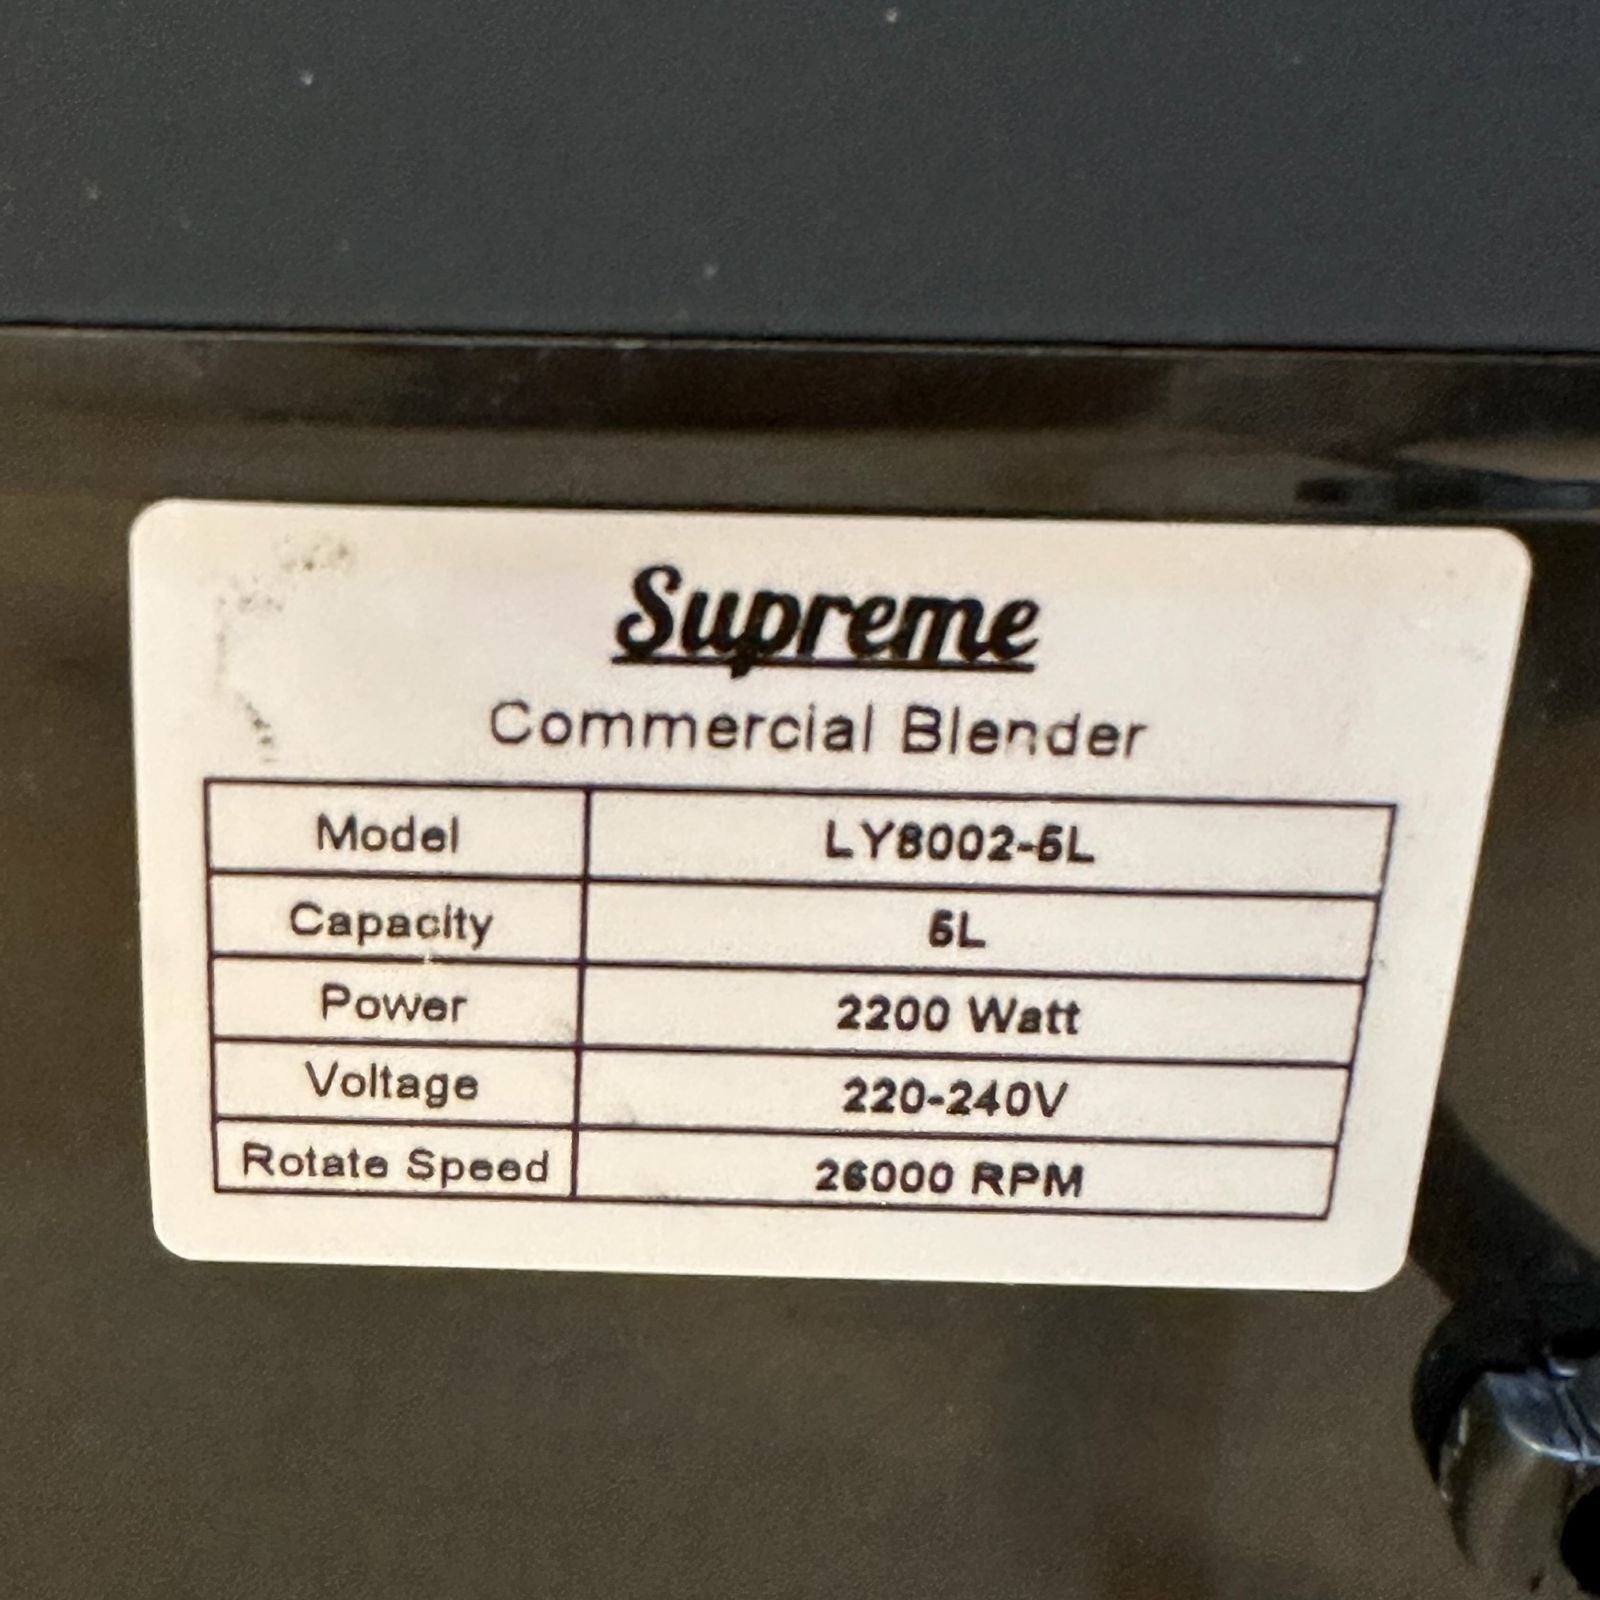 Supreme
Commercial Blender
Model LY8002-5L
Capacity 5L
Power 2200 Watt
Voltage 220-240V
Rotate Speed 26000 RPM